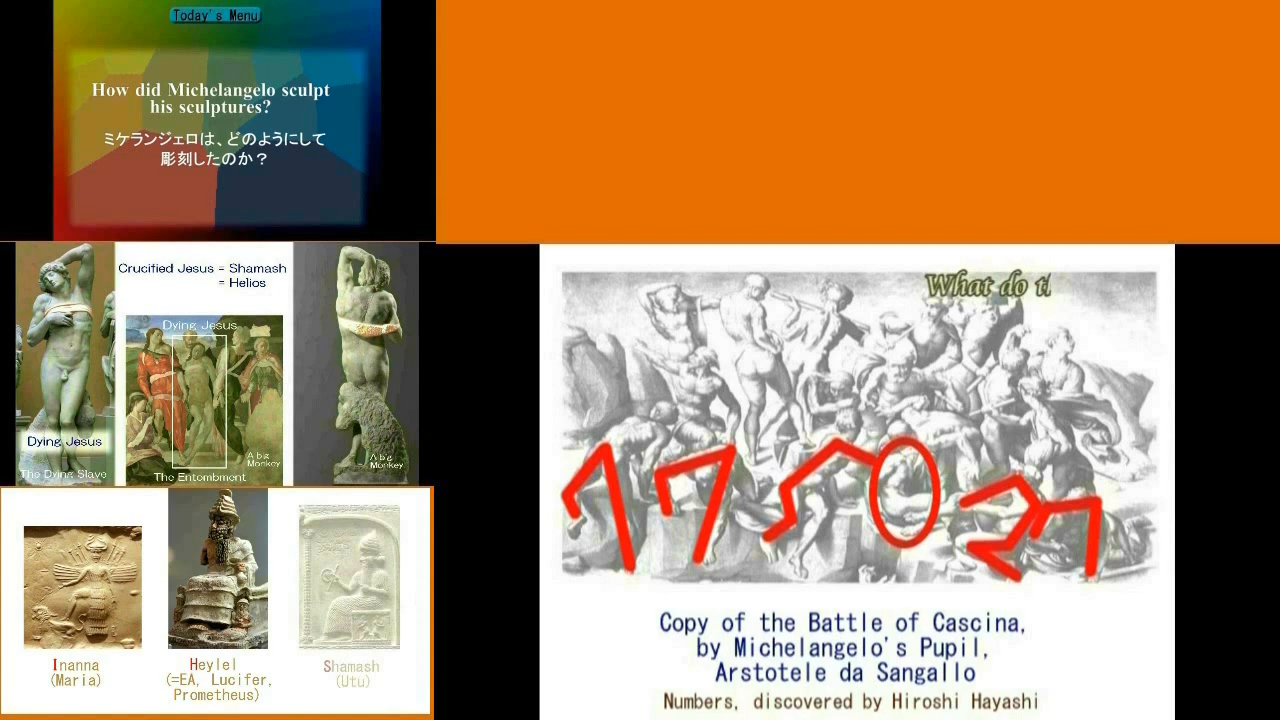 Today's Menu
How did Michelangelo sculpt
his sculptures?
ミケランジェロは、どのようにして
彫刻したのか？
Crucified Jesus = Shamash
= Helios
Dying Jesus
Dying Jesus
The Dying Slave
The Entombment
A big
Monkey
A big
Monkey
Inanna
(Maria)
Heylel
(=EA, Lucifer,
Prometheus)
Shamash
(Utu)
What do t
Copy of the Battle of Cascina,
by Michelangelo's Pupil,
Arstotele da Sangallo
Numbers, discovered by Hiroshi Hayashi